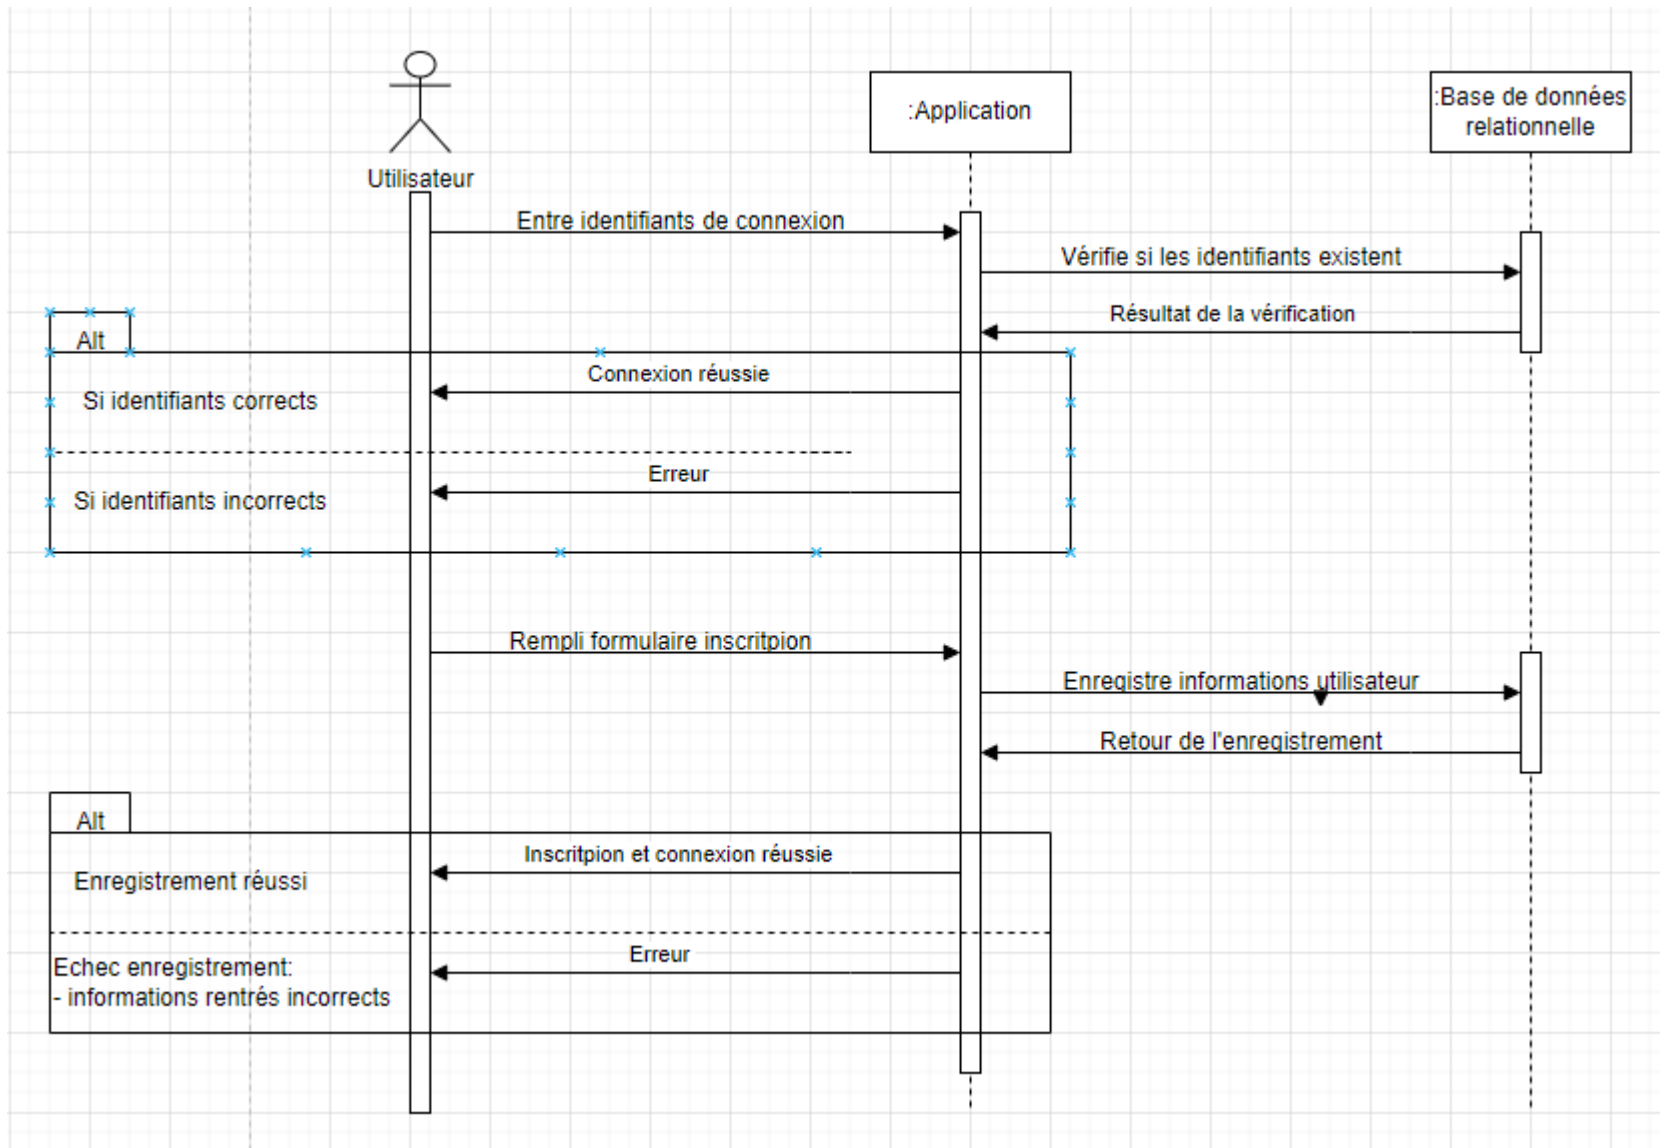 :Application
:Base de données
relationnelle
Utilisateur
Entre identifiants de connexion
Vérifie si les identifiants existent
Résultat de la vérification
Alt
Connexion réussie
Si identifiants corrects
Erreur
Si identifiants incorrects
Rempli formulaire inscritpion
Enregistre informations utilisateur
Retour de l'enregistrement
Alt
Inscritpion et connexion réussie
Enregistrement réussi
Erreur
Echec enregistrement:
- informations rentrés incorrects